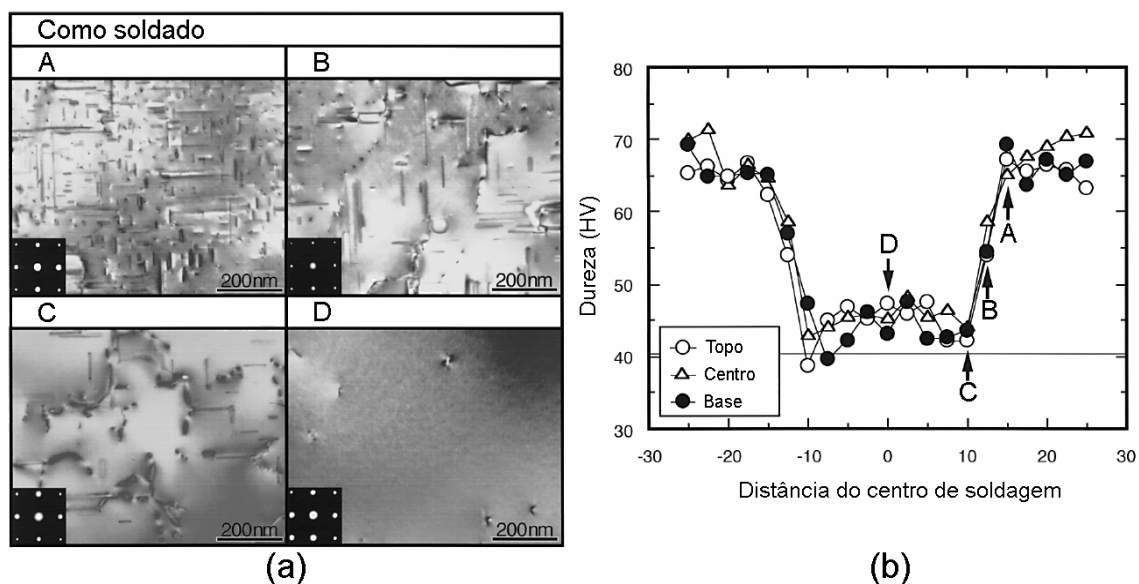 Como soldado
A
B
200nm
200nm
C
D
200nm
200nm
(a)
80
70
60
50
40
30
Dureza (HV)
D
A
B
C
Topo
Centro
Base
-30
-20
-10
0
10
20
30
Distância do centro de soldagem
(b)